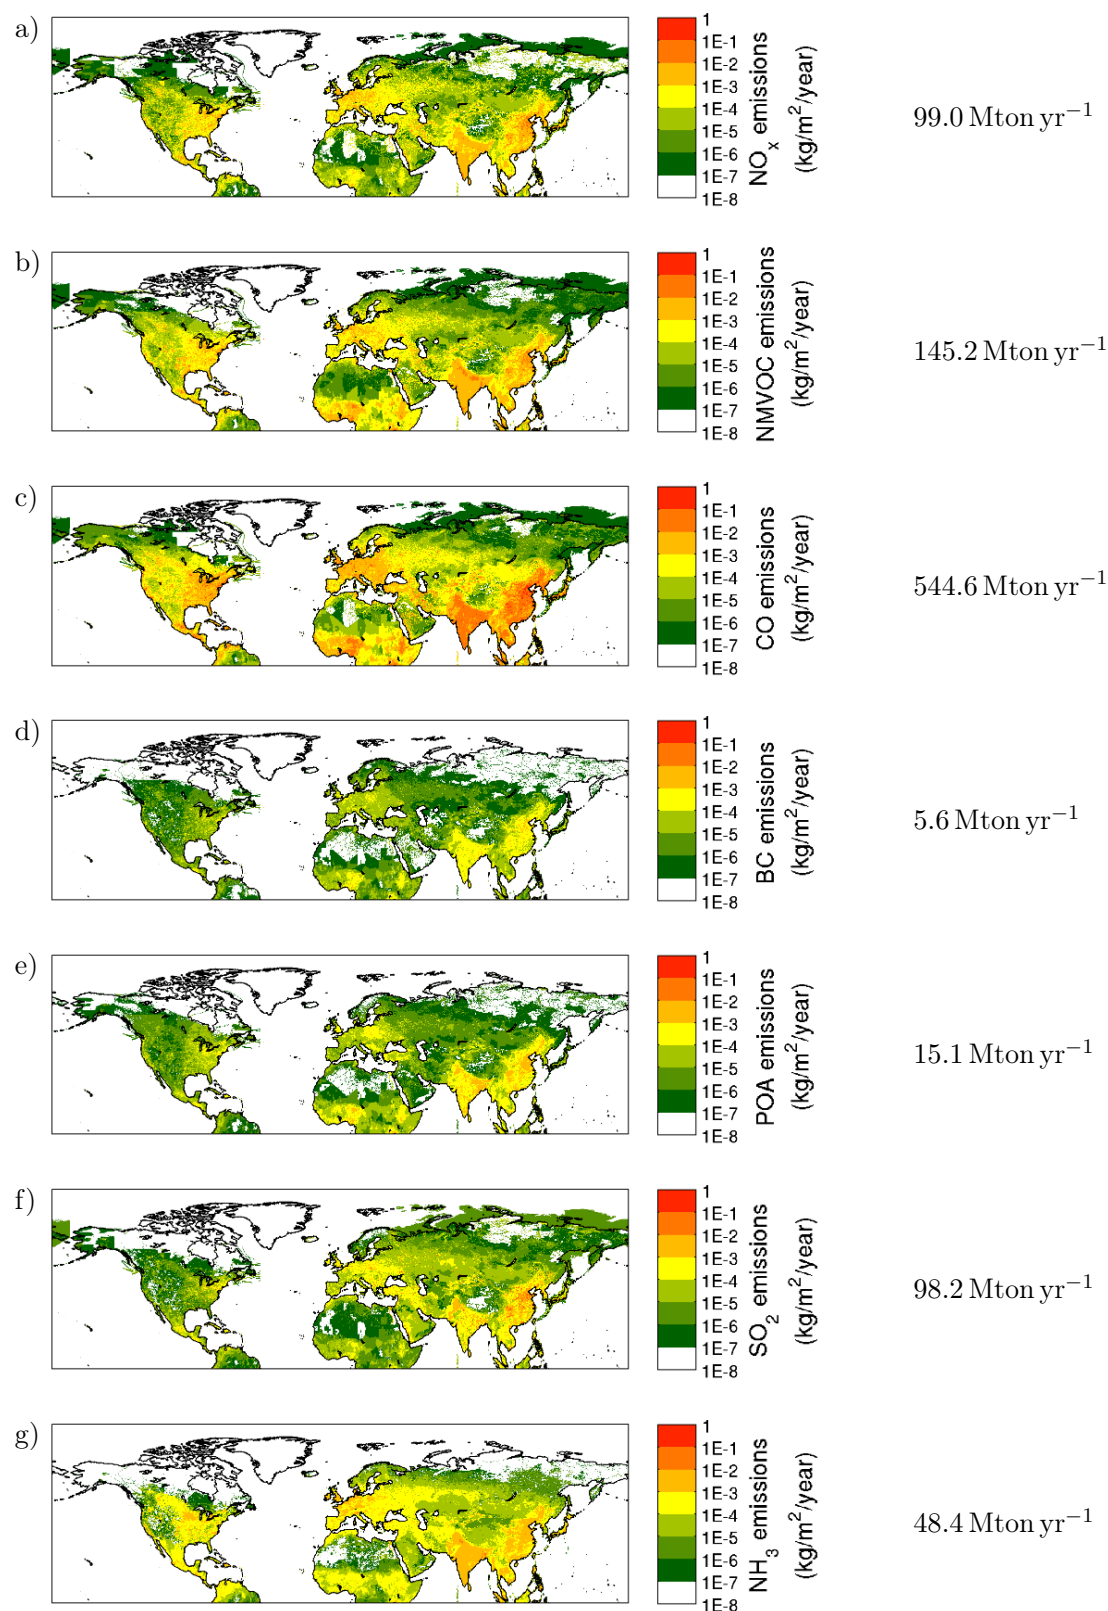 a)
1
1E-1
1E-2
1E-3
1E-4
1E-5
1E-6
1E-7
1E-8
NOx emissions
(kg/m²/year)
99.0 Mton yr⁻¹
b)
1
1E-1
1E-2
1E-3
1E-4
1E-5
1E-6
1E-7
1E-8
NMVOC emissions
(kg/m²/year)
145.2 Mton yr⁻¹
c)
1
1E-1
1E-2
1E-3
1E-4
1E-5
1E-6
1E-7
1E-8
CO emissions
(kg/m²/year)
544.6 Mton yr⁻¹
d)
1
1E-1
1E-2
1E-3
1E-4
1E-5
1E-6
1E-7
1E-8
BC emissions
(kg/m²/year)
5.6 Mton yr⁻¹
e)
1
1E-1
1E-2
1E-3
1E-4
1E-5
1E-6
1E-7
1E-8
POA emissions
(kg/m²/year)
15.1 Mton yr⁻¹
f)
1
1E-1
1E-2
1E-3
1E-4
1E-5
1E-6
1E-7
1E-8
SO₂ emissions
(kg/m²/year)
98.2 Mton yr⁻¹
g)
1
1E-1
1E-2
1E-3
1E-4
1E-5
1E-6
1E-7
1E-8
NH₃ emissions
(kg/m²/year)
48.4 Mton yr⁻¹